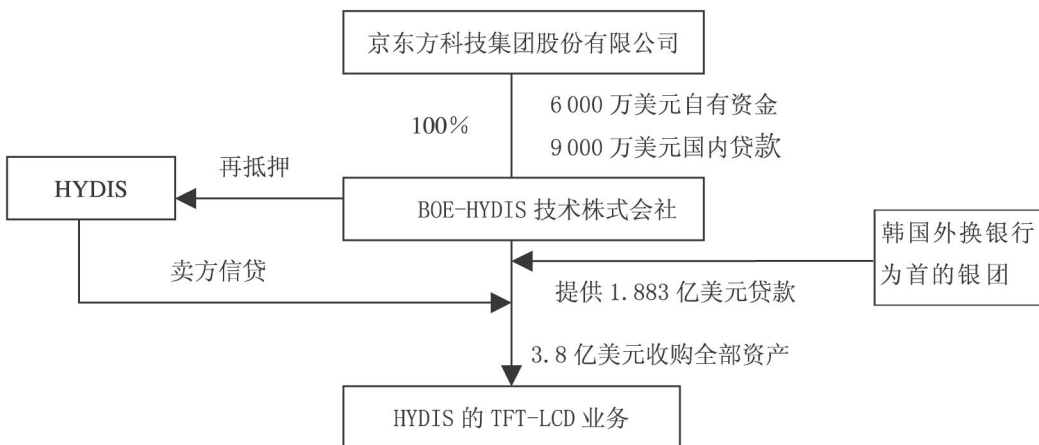 京东方科技集团股份有限公司
6000 万美元自有资金
100%
9000 万美元国内贷款
再抵押
HYDIS
BOE-HYDIS 技术株式会社
韩国外换银行
为首的银团
卖方信贷
提供 1.883 亿美元贷款
3.8 亿美元收购全部资产
HYDIS 的 TFT-LCD 业务